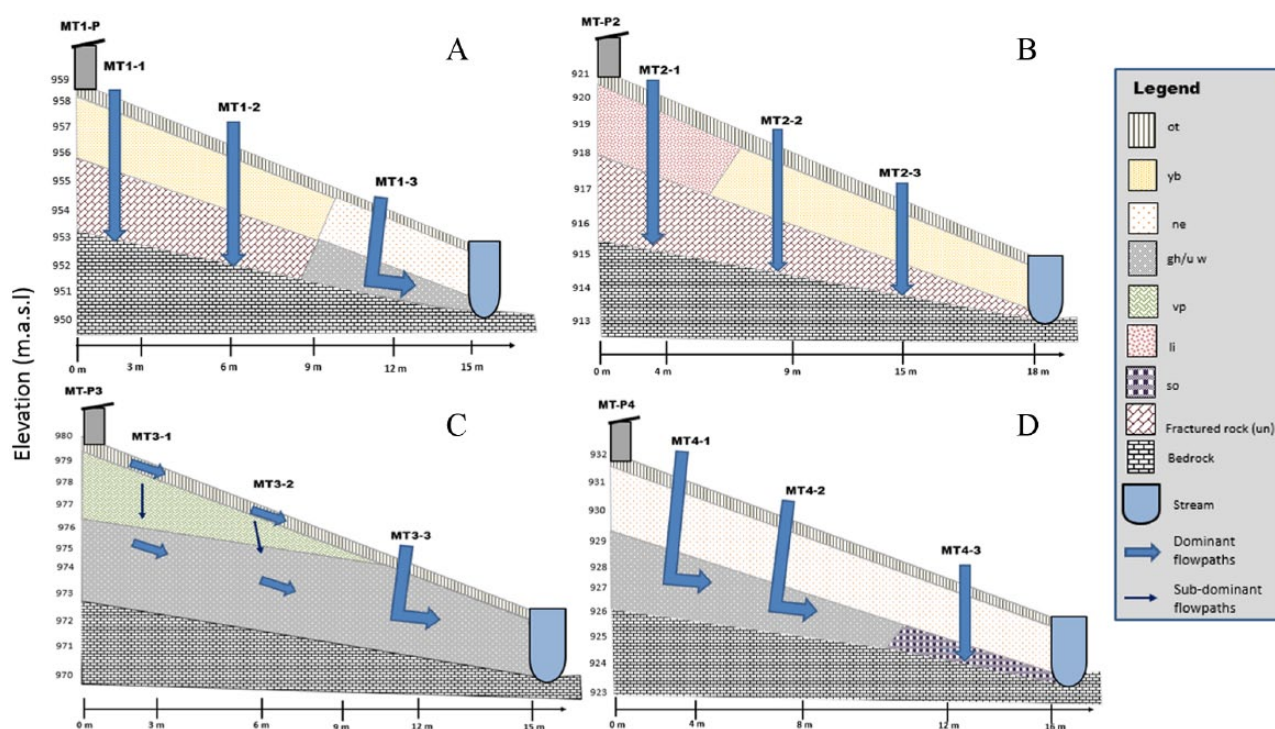 Elevation (m.a.s.l)
MT1-P
A
MT1-1
MT1-2
MT1-3
959
958
957
956
955
954
953
952
951
950
0 m
3 m
6 m
9 m
12 m
15 m
MT-P2
B
MT2-1
MT2-2
MT2-3
921
920
919
918
917
916
915
914
913
0 m
4 m
9 m
15 m
18 m
MT-P3
C
MT3-1
MT3-2
MT3-3
980
979
978
977
976
975
974
973
972
971
970
0 m
3 m
6 m
9 m
12 m
15 m
MT-P4
D
MT4-1
MT4-2
MT4-3
932
931
930
929
928
927
926
925
924
923
0 m
4 m
8 m
12 m
16 m
Legend
ot
yb
ne
gh/u w
vp
li
so
Fractured rock (un)
Bedrock
Stream
Dominant
flowpaths
Sub-dominant
flowpaths